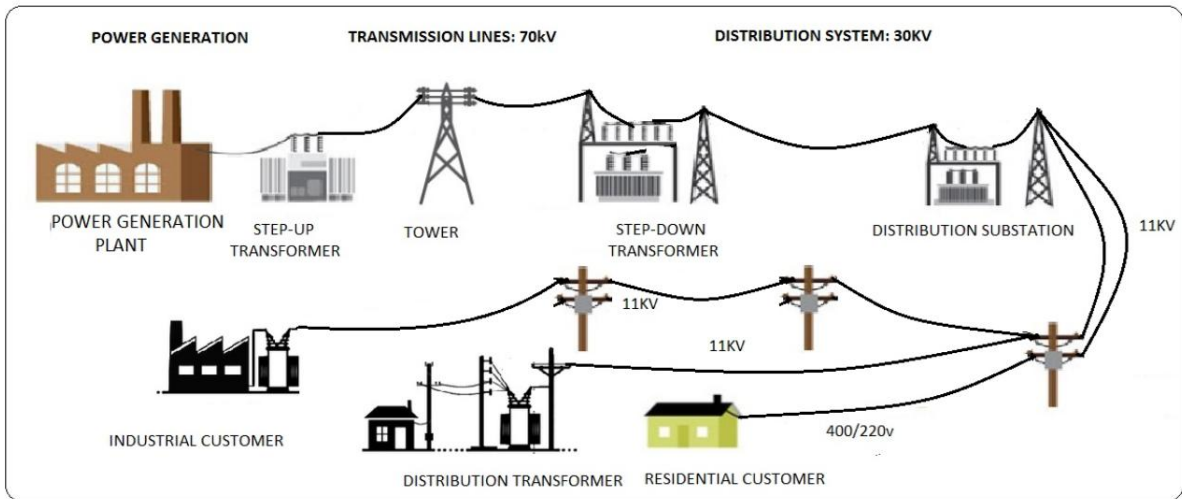 POWER GENERATION
TRANSMISSION LINES: 70kV
DISTRIBUTION SYSTEM: 30KV
POWER GENERATION
PLANT
STEP-UP
TRANSFORMER
TOWER
STEP-DOWN
TRANSFORMER
DISTRIBUTION SUBSTATION
11KV
11KV
11KV
INDUSTRIAL CUSTOMER
DISTRIBUTION TRANSFORMER
RESIDENTIAL CUSTOMER
400/220v